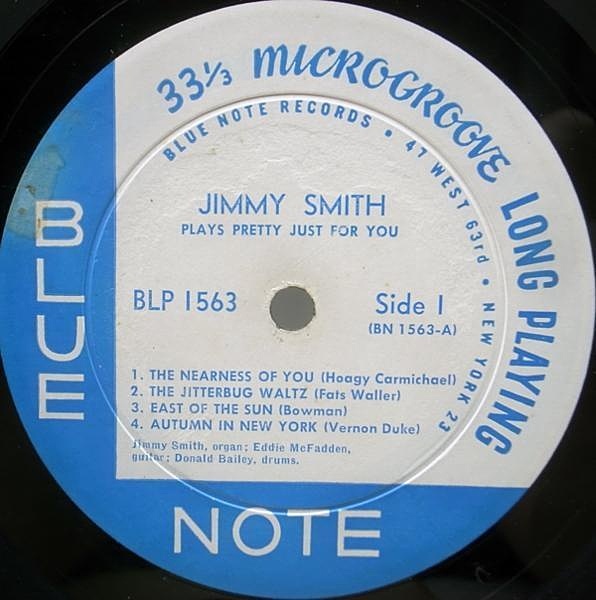 33⅓ MICROGROOVE LONG PLAYING
BLUE NOTE RECORDS • 47 WEST 63rd • NEW YORK 23
JIMMY SMITH
PLAYS PRETTY JUST FOR YOU
BLP 1563
Side 1
(BN 1563-A)
1. THE NEARNESS OF YOU (Hoagy Carmichael)
2. THE JITTERBUG WALTZ (Fats Waller)
3. EAST OF THE SUN (Bowman)
4. AUTUMN IN NEW YORK (Vernon Duke)
Jimmy Smith, organ; Eddie McFadden,
guitar; Donald Bailey, drums.
BLUE
NOTE